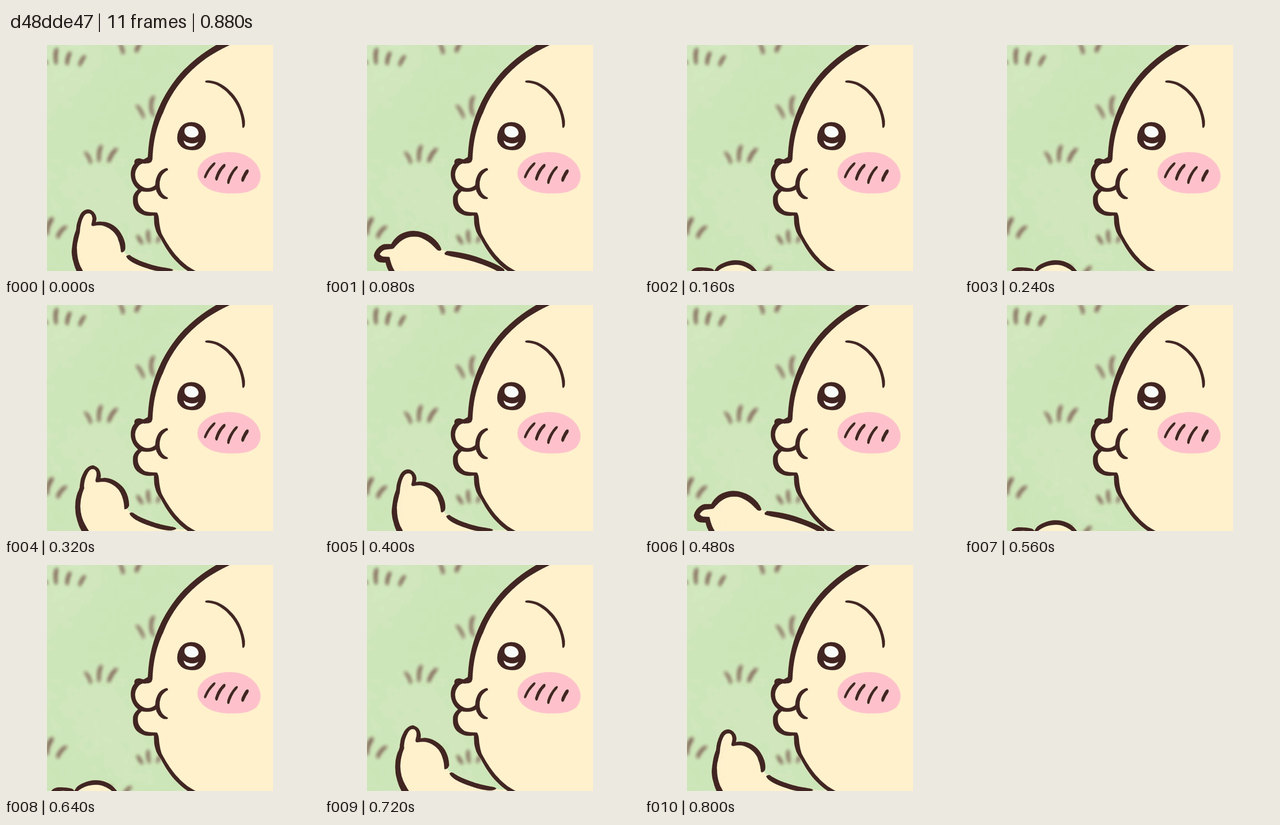 d48dde47 | 11 frames | 0.880s
f000 | 0.000s
f001 | 0.080s
f002 | 0.160s
f003 | 0.240s
f004 | 0.320s
f005 | 0.400s
f006 | 0.480s
f007 | 0.560s
f008 | 0.640s
f009 | 0.720s
f010 | 0.800s